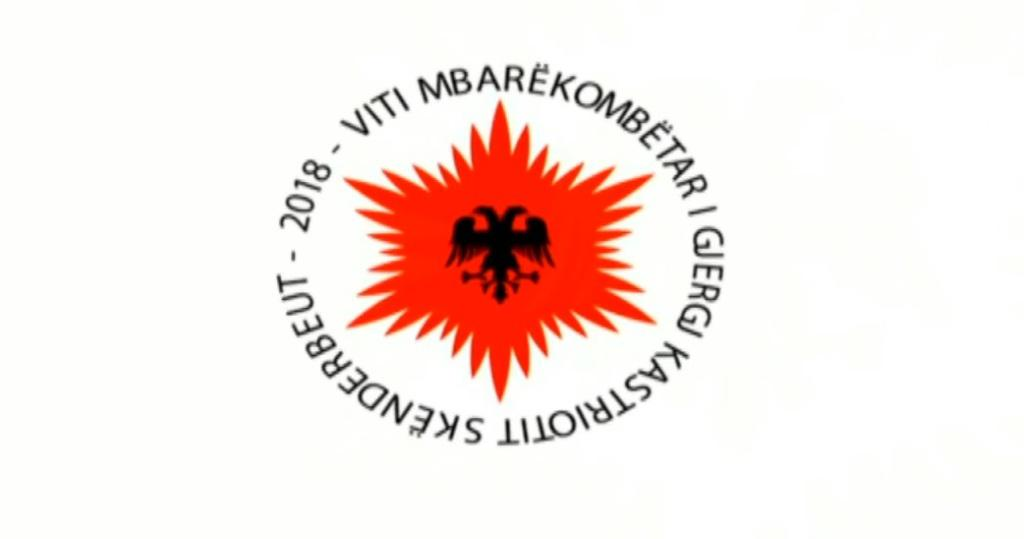 2018 - VITI MBARËKOMBËTAR I GJERGJ KASTRIOTIT SKËNDERBEUT -